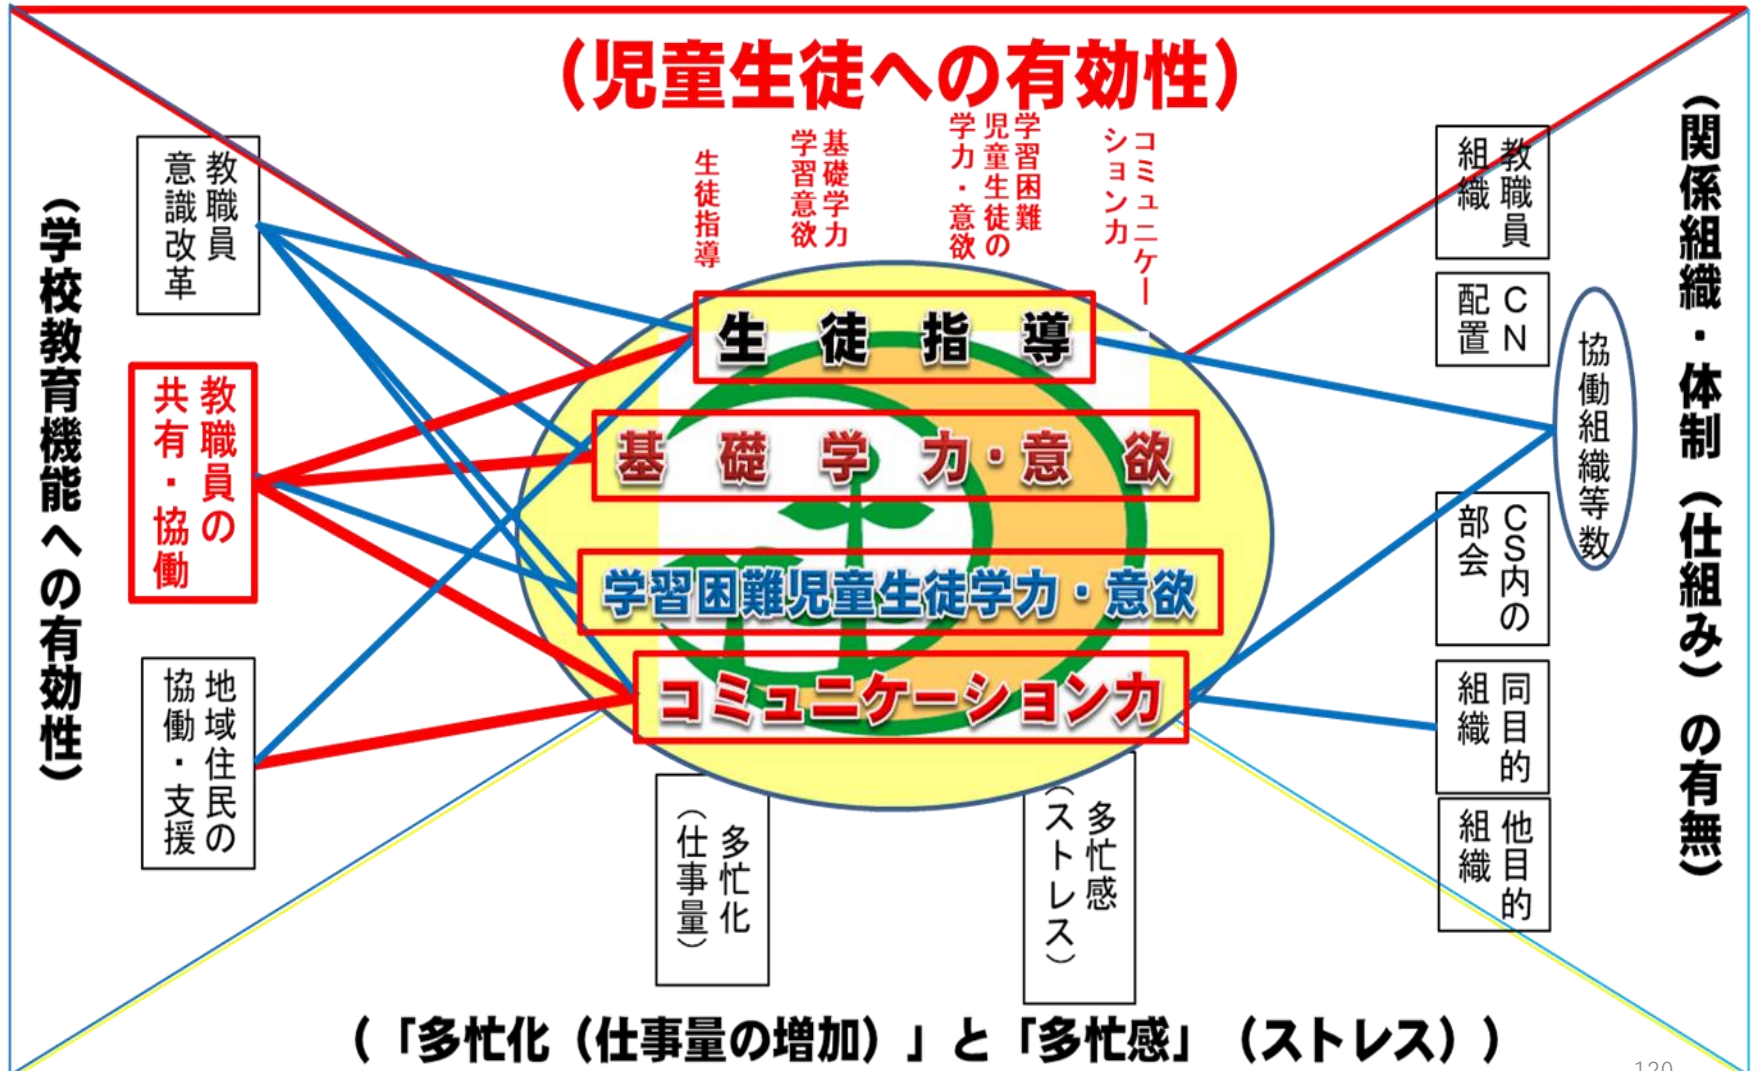 （児童生徒への有効性）
生徒指導
基礎学力
学習意欲
学習困難
児童生徒の
学力・意欲
コミュニケー
ション力
（学校教育機能への有効性）
教職員
意識改革
教職員の
共有・協働
地域住民の
協働・支援
生徒指導
基礎学力・意欲
学習困難児童生徒学力・意欲
コミュニケーション力
（関係組織・体制（仕組み）の有無）
教職員
組織
CN
配置
協働組織等数
CS内の
部会
同目的
組織
他目的
組織
多忙化
（仕事量）
多忙感
（ストレス）
（「多忙化（仕事量の増加）」と「多忙感」（ストレス））
120